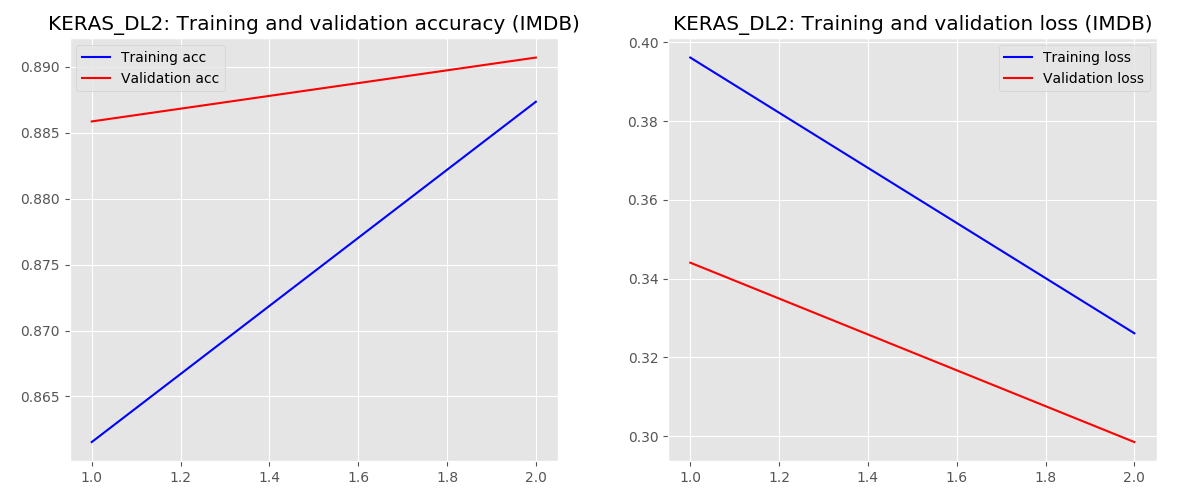 KERAS_DL2: Training and validation accuracy (IMDB)
Training acc
Validation acc
0.890
0.885
0.880
0.875
0.870
0.865
1.0 1.2 1.4 1.6 1.8 2.0
KERAS_DL2: Training and validation loss (IMDB)
Training loss
Validation loss
0.40
0.38
0.36
0.34
0.32
0.30
1.0 1.2 1.4 1.6 1.8 2.0